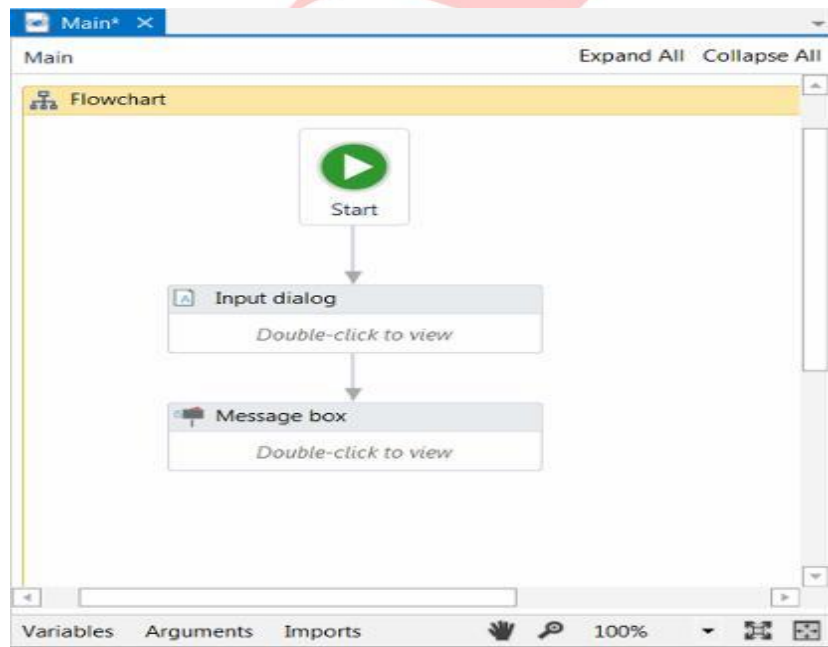 Main*
Main Expand All Collapse All
Flowchart
Start
Input dialog
Double-click to view
Message box
Double-click to view
Variables Arguments Imports 100%